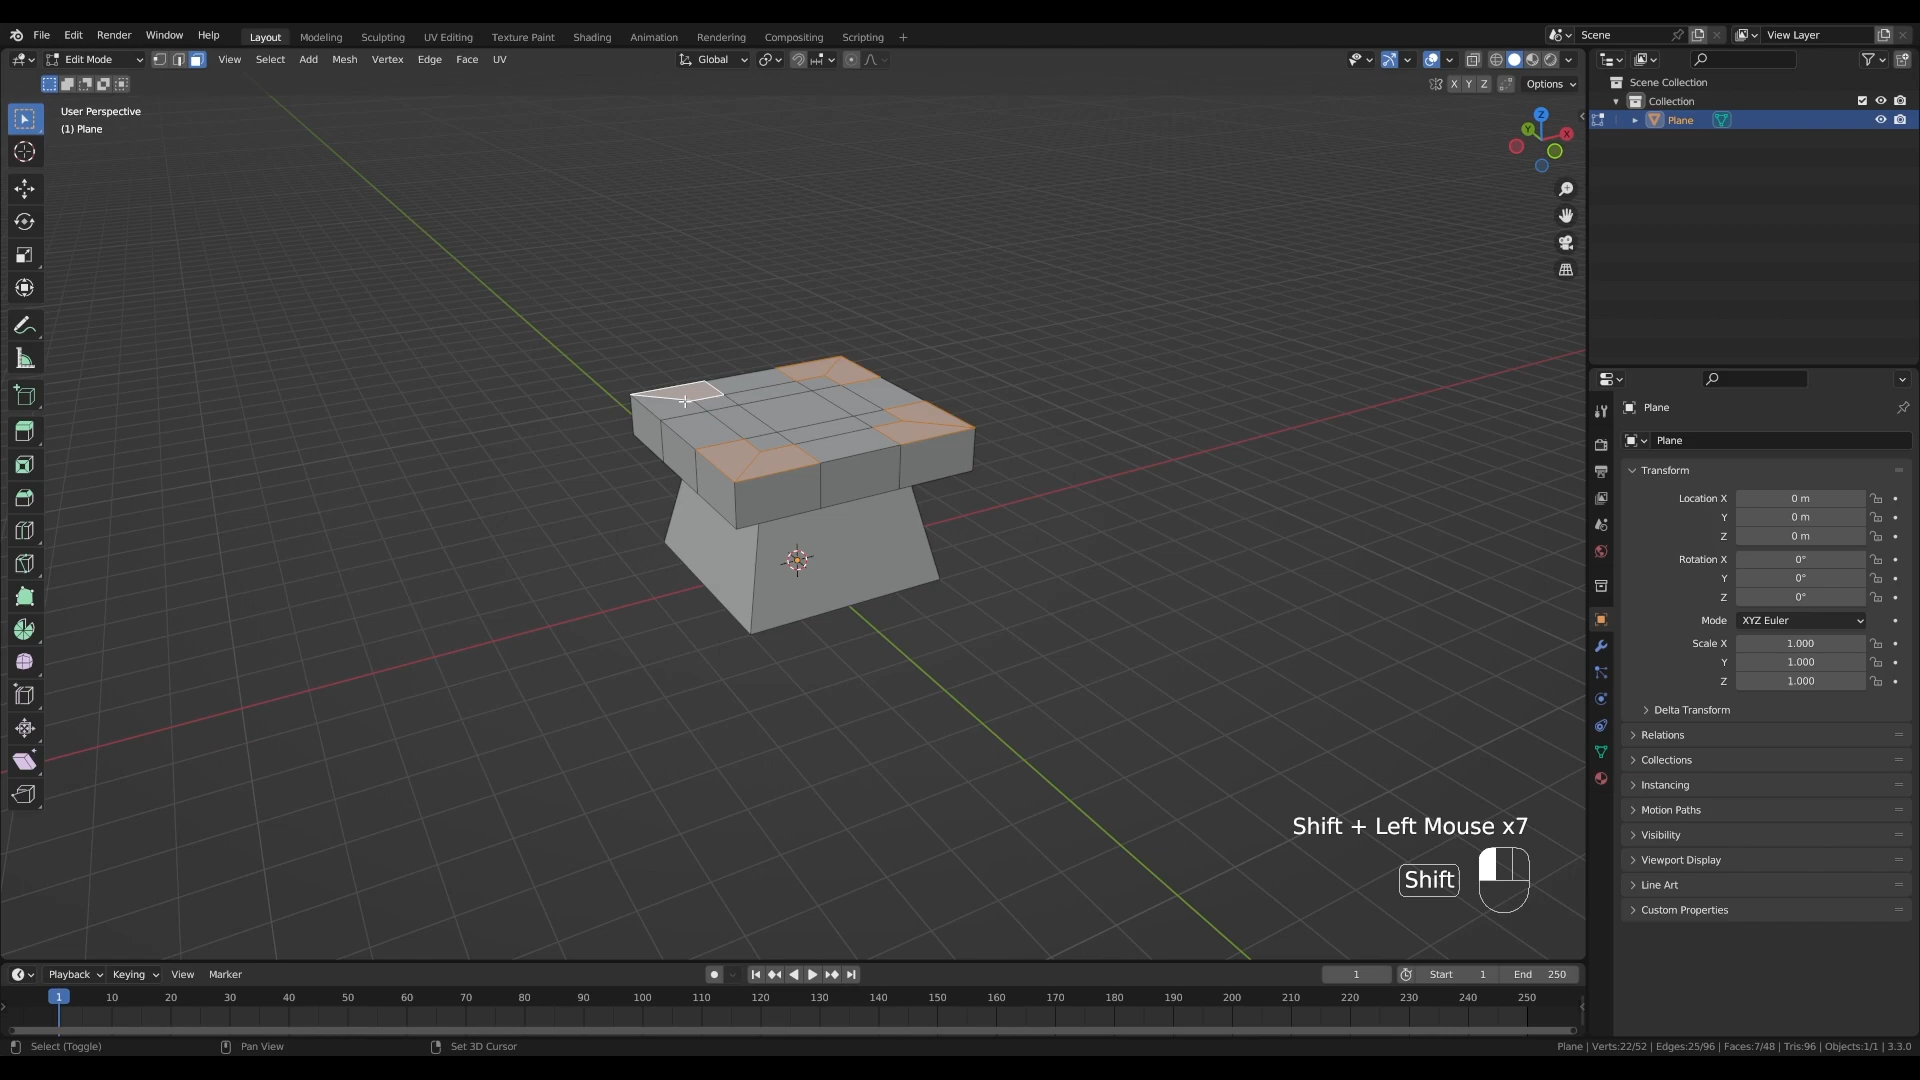 File Edit Render Window Help Layout Modeling Sculpting UV Editing Texture Paint Shading Animation Rendering Compositing Scripting + Scene View Layer
Edit Mode View Select Add Mesh Vertex Edge Face UV Global
X Y Z Options
User Perspective
(1) Plane
Z
Y
X
Scene Collection
Collection
Plane
Plane
Plane
Transform
Location X 0 m
Y 0 m
Z 0 m
Rotation X 0°
Y 0°
Z 0°
Mode XYZ Euler
Scale X 1.000
Y 1.000
Z 1.000
Delta Transform
Relations
Collections
Instancing
Motion Paths
Visibility
Viewport Display
Line Art
Custom Properties
Shift + Left Mouse x7
Shift
Playback Keying View Marker 1 Start 1 End 250
1 10 20 30 40 50 60 70 80 90 100 110 120 130 140 150 160 170 180 190 200 210 220 230 240 250
Select (Toggle) Pan View Set 3D Cursor Plane | Verts:22/52 | Edges:25/96 | Faces:7/48 | Tris:96 | Objects:1/1 | 3.3.0